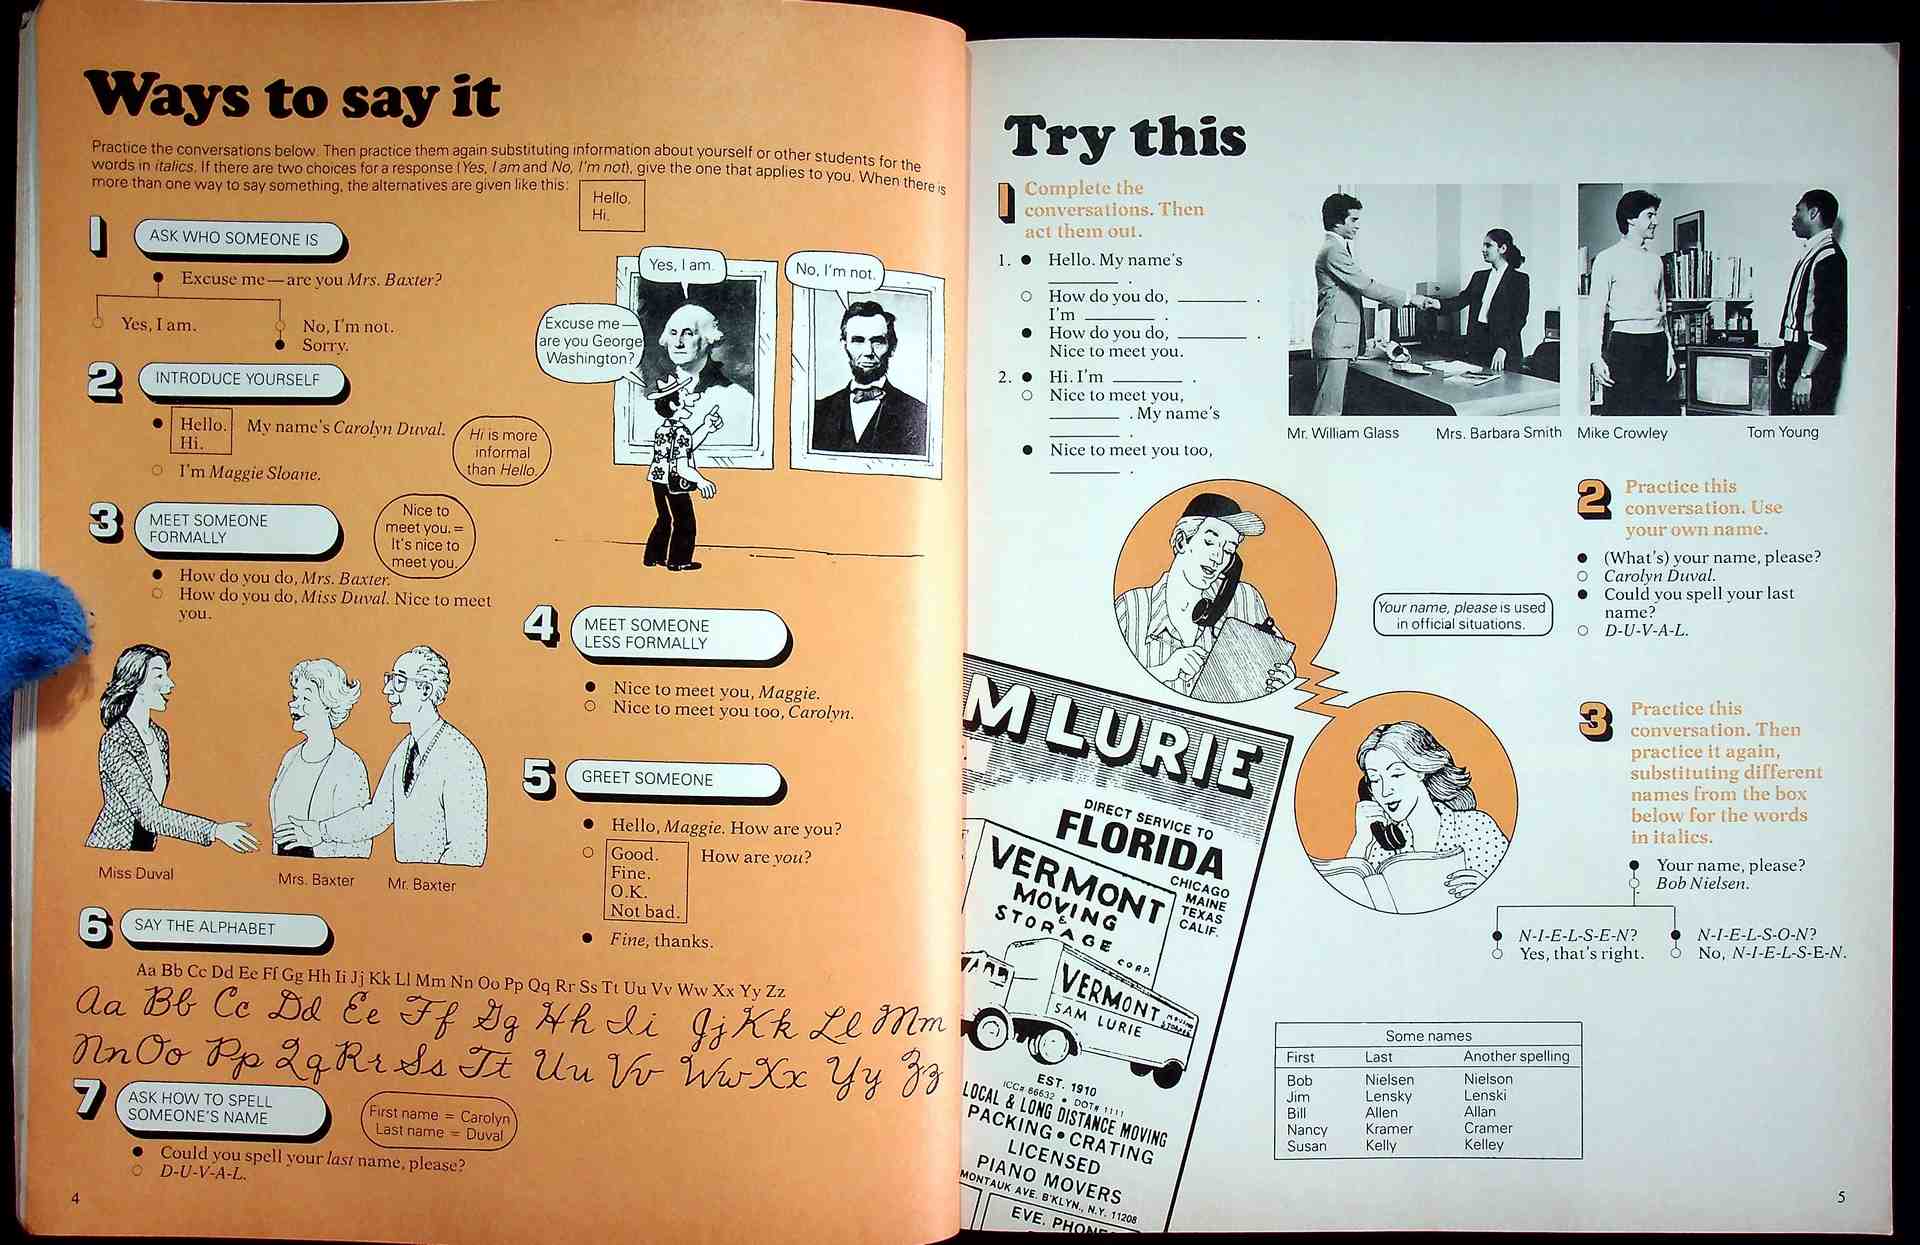 Ways to say it
Practice the conversations below. Then practice them again substituting information about yourself or other students for the
words in italics. If there are two choices for a response (Yes, I am and No, I'm not), give the one that applies to you. When there is
more than one way to say something, the alternatives are given like this:
Hello.
Hi.
1
ASK WHO SOMEONE IS
● Excuse me—are you Mrs. Baxter?
○ Yes, I am.
○ No, I'm not.
● Sorry.
Yes, I am.
No, I'm not.
Excuse me—
are you George
Washington?
2
INTRODUCE YOURSELF
● Hello. My name's Carolyn Duval.
Hi.
○ I'm Maggie Sloane.
Hi is more
informal
than Hello.
3
MEET SOMEONE
FORMALLY
Nice to
meet you. =
It's nice to
meet you.
● How do you do, Mrs. Baxter.
○ How do you do, Miss Duval. Nice to meet
you.
Miss Duval
Mrs. Baxter
Mr. Baxter
4
MEET SOMEONE
LESS FORMALLY
● Nice to meet you, Maggie.
○ Nice to meet you too, Carolyn.
5
GREET SOMEONE
● Hello, Maggie. How are you?
○ Good. How are you?
Fine.
O.K.
Not bad.
● Fine, thanks.
6
SAY THE ALPHABET
Aa Bb Cc Dd Ee Ff Gg Hh Ii Jj Kk Ll Mm Nn Oo Pp Qq Rr Ss Tt Uu Vv Ww Xx Yy Zz
Aa Bb Cc Dd Ee Ff Gg Hh Ii Jj Kk Ll Mm
Nn Oo Pp Qq Rr Ss Tt Uu Vv Ww Xx Yy Zz
7
ASK HOW TO SPELL
SOMEONE'S NAME
First name = Carolyn
Last name = Duval
● Could you spell your last name, please?
○ D-U-V-A-L.
4
Try this
1
Complete the
conversations. Then
act them out.
1. ● Hello. My name's
________ .
○ How do you do, ________ .
I'm ________ .
● How do you do, ________ .
Nice to meet you.
2. ● Hi. I'm ________ .
○ Nice to meet you,
________ . My name's
________ .
● Nice to meet you too,
________ .
Mr. William Glass
Mrs. Barbara Smith
Mike Crowley
Tom Young
2
Practice this
conversation. Use
your own name.
● (What's) your name, please?
○ Carolyn Duval.
● Could you spell your last
name?
○ D-U-V-A-L.
Your name, please is used
in official situations.
3
Practice this
conversation. Then
practice it again,
substituting different
names from the box
below for the words
in italics.
● Your name, please?
○ Bob Nielsen.
● N-I-E-L-S-E-N?
○ Yes, that's right.
● N-I-E-L-S-O-N?
○ No, N-I-E-L-S-E-N.
M LURIE
DIRECT SERVICE TO
FLORIDA
CHICAGO
MAINE
TEXAS
CALIF.
VERMONT
MOVING
&
STORAGE
CORP.
VERMONT
MOVING
STORAGE
SAM LURIE
EST. 1910
ICC# 66632 • DOT# 1111
LOCAL & LONG DISTANCE MOVING
PACKING • CRATING
LICENSED
PIANO MOVERS
MONTAUK AVE. B'KLYN., N.Y. 11208
EVE. PHONE
Some names
First Last Another spelling
Bob Nielsen Nielson
Jim Lensky Lenski
Bill Allen Allan
Nancy Kramer Cramer
Susan Kelly Kelley
5